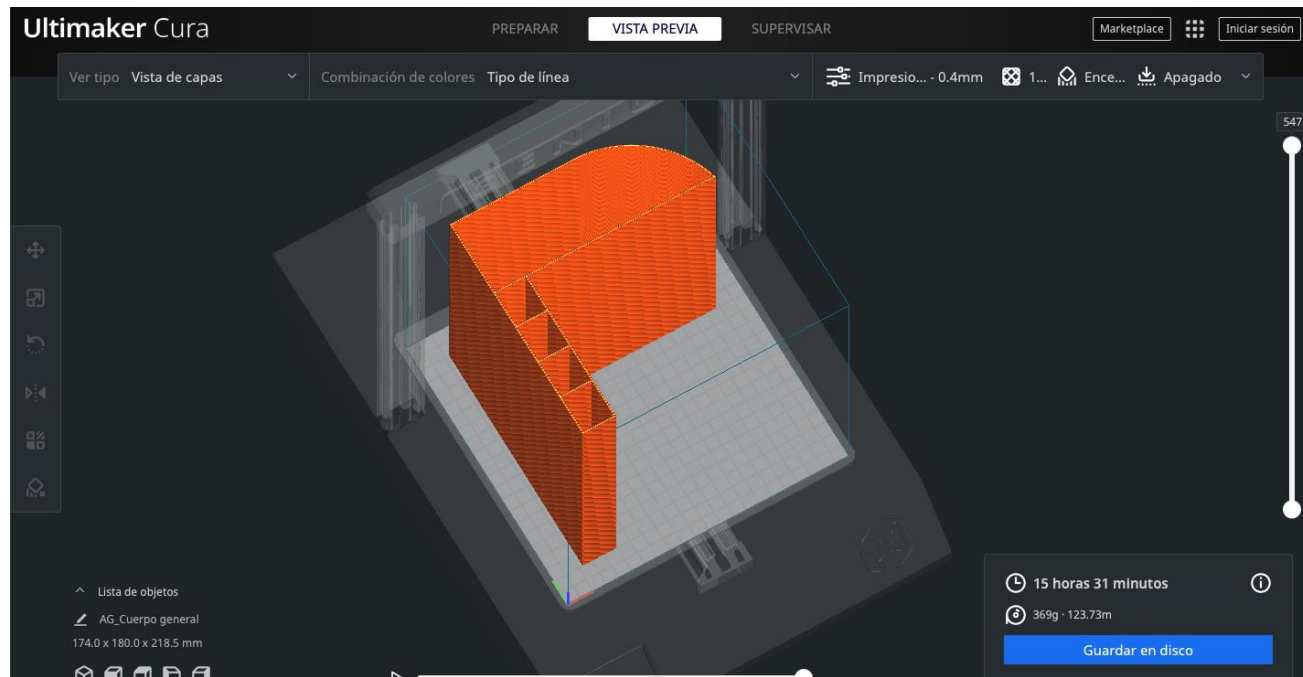 Ultimaker Cura
PREPARAR
VISTA PREVIA
SUPERVISAR
Marketplace
Iniciar sesión
Ver tipo Vista de capas
Combinación de colores Tipo de línea
Impresio... - 0.4mm
1...
Ence...
Apagado
547
Lista de objetos
AG_Cuerpo general
174.0 x 180.0 x 218.5 mm
15 horas 31 minutos
369g · 123.73m
Guardar en disco